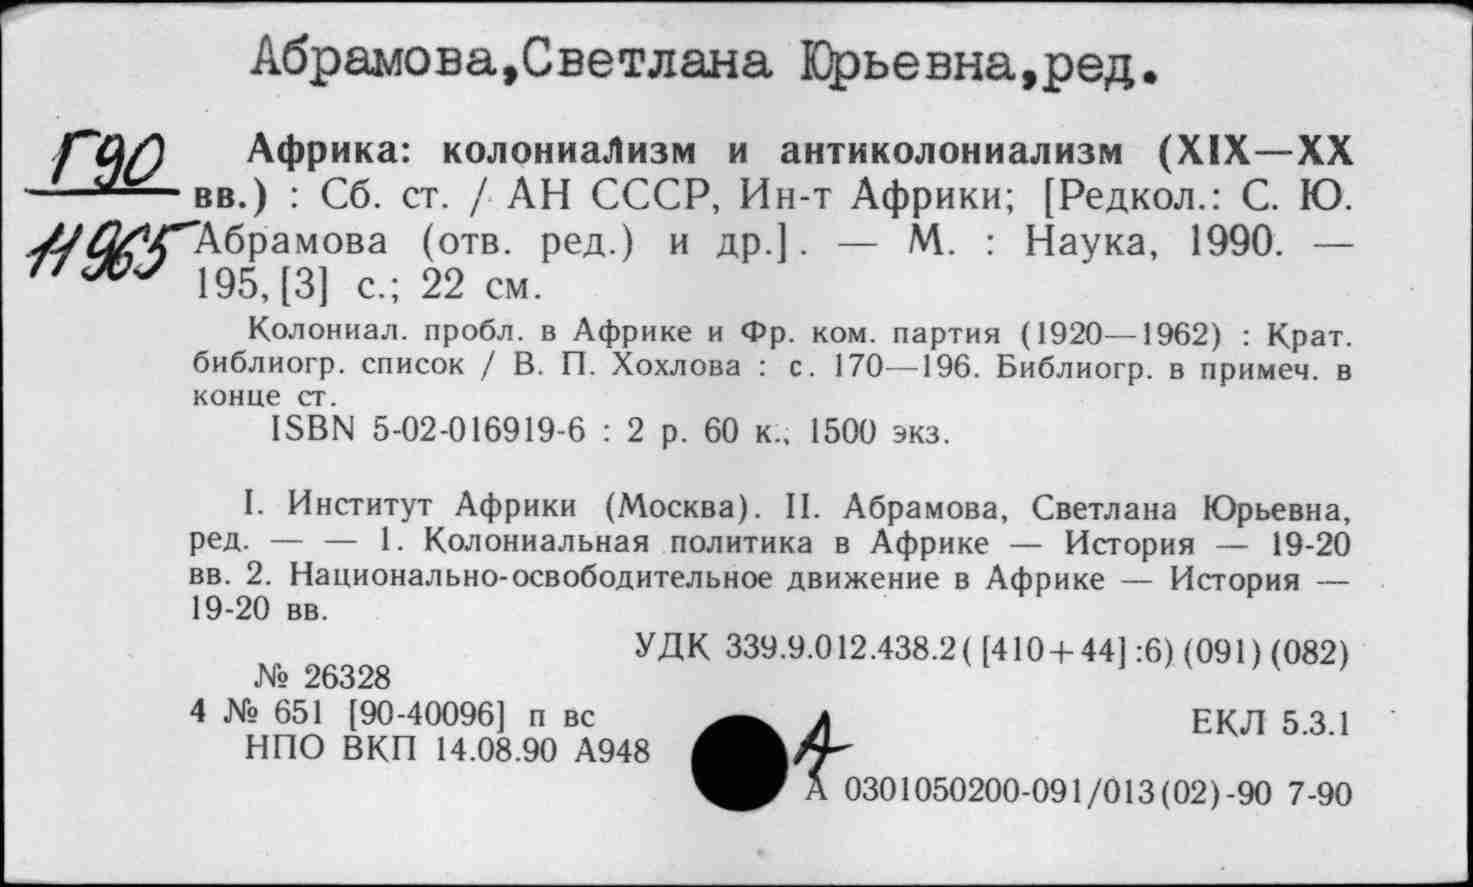 Абрамова,Светлана Юрьевна,ред.
Г90
11965
Африка: колониализм и антиколониализм (XIX—XX
вв.) : Сб. ст. / АН СССР, Ин-т Африки; [Редкол.: С. Ю.
Абрамова (отв. ред.) и др.]. — М. : Наука, 1990. —
195, [3] с.; 22 см.
Колониал. пробл. в Африке и Фр. ком. партия (1920—1962) : Крат.
библиогр. список / В. П. Хохлова : с. 170—196. Библиогр. в примеч. в
конце ст.
ISBN 5-02-016919-6 : 2 р. 60 к., 1500 экз.
I. Институт Африки (Москва). II. Абрамова, Светлана Юрьевна,
ред. — — 1. Колониальная политика в Африке — История — 19-20
вв. 2. Национально-освободительное движение в Африке — История —
19-20 вв.
УДК 339.9.012.438.2([410+44]:6)(091)(082)
№ 26328
4 № 651 [90-40096] п вс
ЕКЛ 5.3.1
НПО ВКП 14.08.90 А948
А 0301050200-091/013(02)-90 7-90